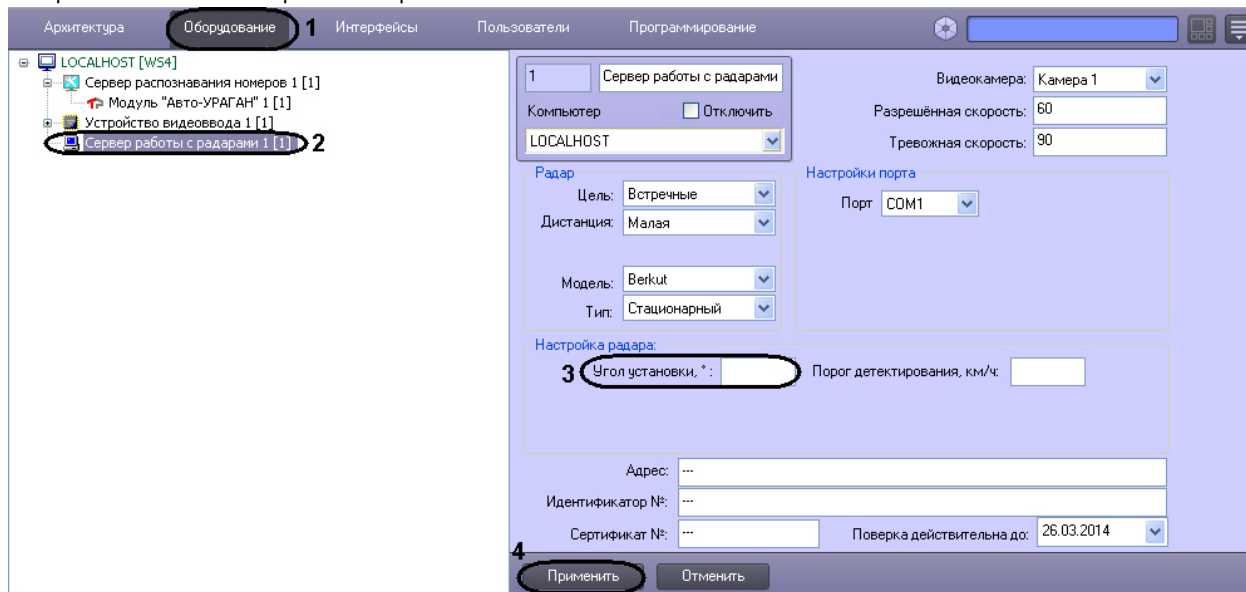 Архитектура Оборудование 1 Интерфейсы Пользователи Программирование
LOCALHOST [WS4]
Сервер распознавания номеров 1 [1]
Модуль "Авто-УРАГАН" 1 [1]
Устройство видеоввода 1 [1]
Сервер работы с радарами 1 [1] 2
1 Сервер работы с радарами
Компьютер Отключить
LOCALHOST
Видеокамера: Камера 1
Разрешённая скорость: 60
Тревожная скорость: 90
Радар
Цель: Встречные
Дистанция: Малая
Модель: Berkut
Тип: Стационарный
Настройки порта
Порт COM1
Настройка радара:
3 Угол установки, ° : Порог детектирования, км/ч:
Адрес: ---
Идентификатор №: ---
Сертификат №: --- Поверка действительна до: 26.03.2014
4
Применить Отменить